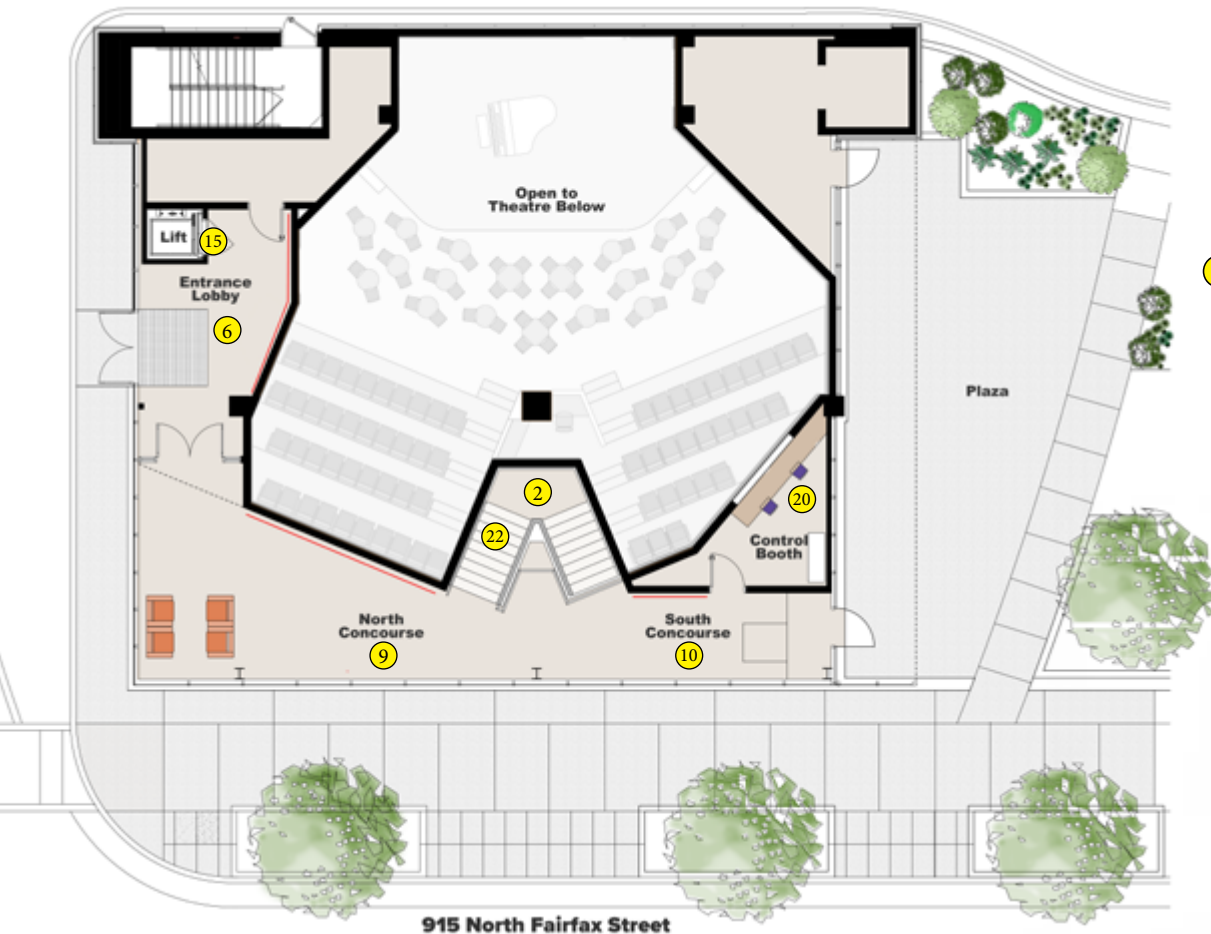 Open to
Theatre Below
Lift
15
Entrance
Lobby
6
Plaza
2
20
22
Control
Booth
North
Concourse
9
South
Concourse
10
915 North Fairfax Street